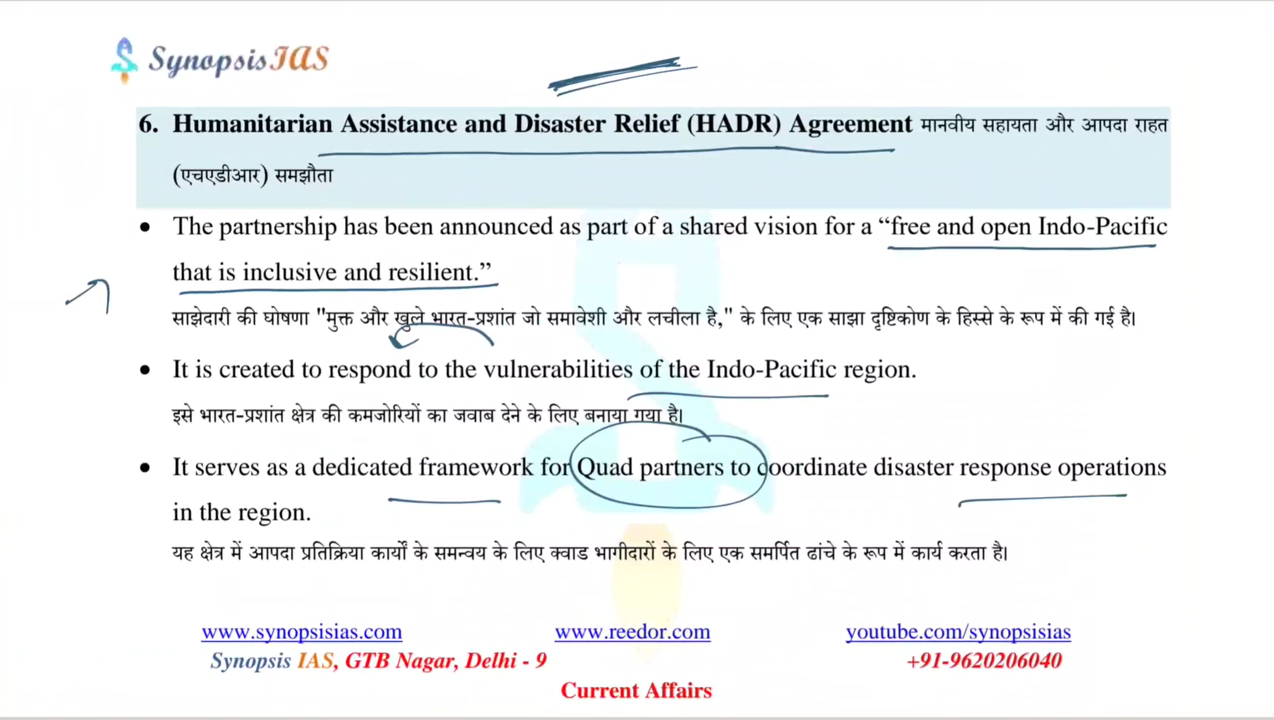 Synopsis IAS
6. Humanitarian Assistance and Disaster Relief (HADR) Agreement मानवीय सहायता और आपदा राहत
(एचएडीआर) समझौता
• The partnership has been announced as part of a shared vision for a “free and open Indo-Pacific
that is inclusive and resilient.”
साझेदारी की घोषणा "मुक्त और खुले भारत-प्रशांत जो समावेशी और लचीला है," के लिए एक साझा दृष्टिकोण के हिस्से के रूप में की गई है।
• It is created to respond to the vulnerabilities of the Indo-Pacific region.
इसे भारत-प्रशांत क्षेत्र की कमजोरियों का जवाब देने के लिए बनाया गया है।
• It serves as a dedicated framework for Quad partners to coordinate disaster response operations
in the region.
यह क्षेत्र में आपदा प्रतिक्रिया कार्यों के समन्वय के लिए क्वाड भागीदारों के लिए एक समर्पित ढांचे के रूप में कार्य करता है।
www.synopsisias.com www.reedor.com youtube.com/synopsisias
Synopsis IAS, GTB Nagar, Delhi - 9 +91-9620206040
Current Affairs